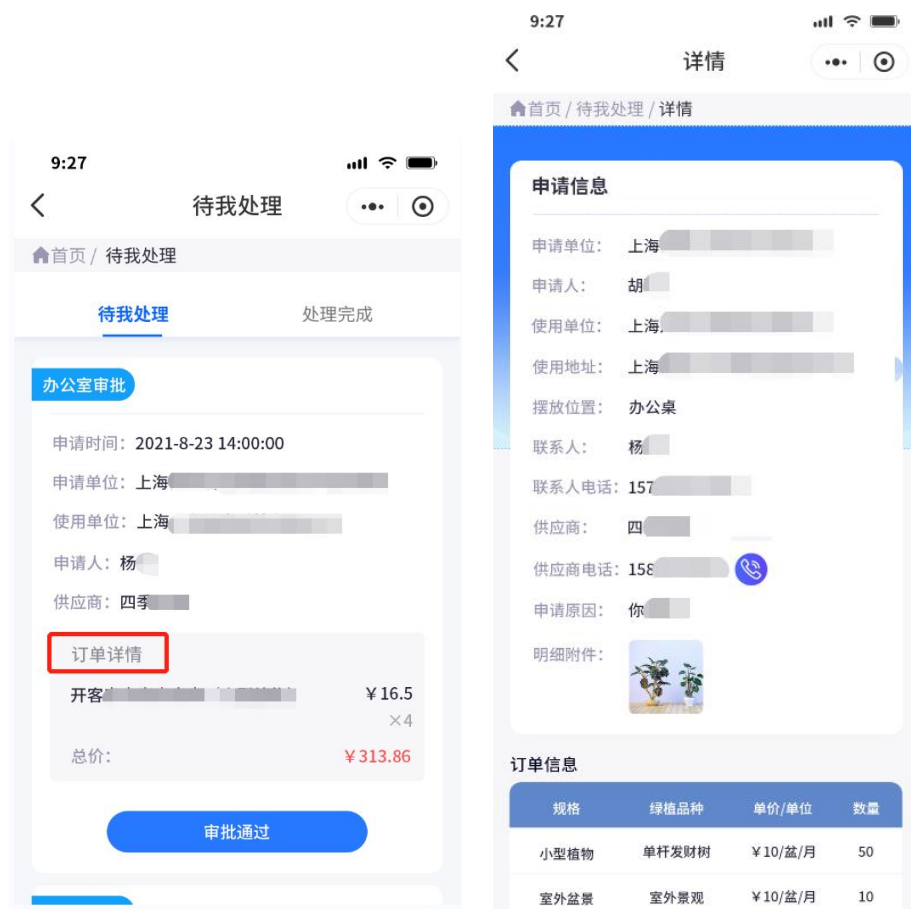 9:27
待我处理
首页 / 待我处理
待我处理 处理完成
办公室审批
申请时间：2021-8-23 14:00:00
申请单位：上海
使用单位：上海
申请人：杨
供应商：四季
订单详情
开客 ￥16.5
×4
总价： ￥313.86
审批通过
9:27
详情
首页 / 待我处理 / 详情
申请信息
申请单位： 上海
申请人： 胡
使用单位： 上海
使用地址： 上海
摆放位置： 办公桌
联系人： 杨
联系人电话：157
供应商： 四
供应商电话：158
申请原因： 你
明细附件：
订单信息
规格 绿植品种 单价/单位 数量
小型植物 单杆发财树 ￥10/盆/月 50
室外盆景 室外景观 ￥10/盆/月 10